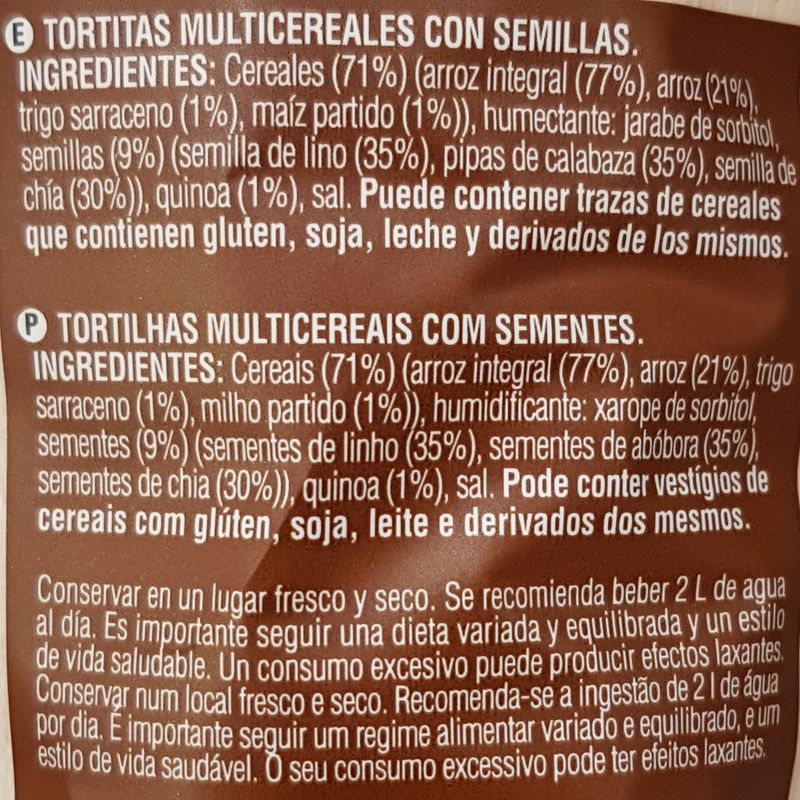 E TORTITAS MULTICEREALES CON SEMILLAS.
INGREDIENTES: Cereales (71%) (arroz integral (77%), arroz (21%),
trigo sarraceno (1%), maíz partido (1%)), humectante: jarabe de sorbitol,
semillas (9%) (semilla de lino (35%), pipas de calabaza (35%), semilla de
chía (30%)), quinoa (1%), sal. Puede contener trazas de cereales
que contienen gluten, soja, leche y derivados de los mismos.
P TORTILHAS MULTICEREAIS COM SEMENTES.
INGREDIENTES: Cereais (71%) (arroz integral (77%), arroz (21%), trigo
sarraceno (1%), milho partido (1%)), humidificante: xarope de sorbitol,
sementes (9%) (sementes de linho (35%), sementes de abóbora (35%),
sementes de chia (30%)), quinoa (1%), sal. Pode conter vestígios de
cereais com glúten, soja, leite e derivados dos mesmos.
Conservar en un lugar fresco y seco. Se recomienda beber 2 L de agua
al día. Es importante seguir una dieta variada y equilibrada y un estilo
de vida saludable. Un consumo excesivo puede producir efectos laxantes.
Conservar num local fresco e seco. Recomenda-se a ingestão de 2 l de água
por dia. É importante seguir um regime alimentar variado e equilibrado, e um
estilo de vida saudável. O seu consumo excessivo pode ter efeitos laxantes.